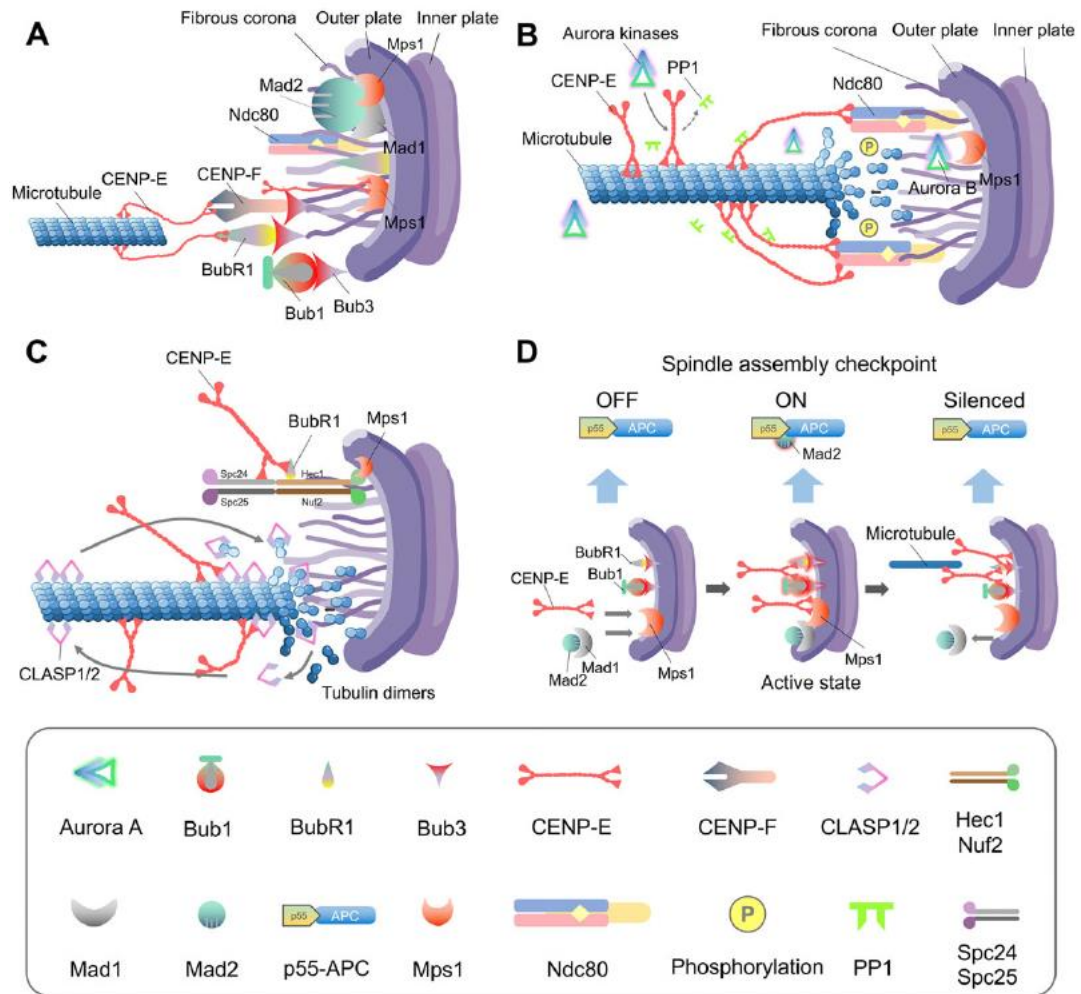 A
Fibrous corona
Outer plate
Inner plate
Mps1
Mad2
Ndc80
Mad1
CENP-E
CENP-F
Microtubule
Mps1
BubR1
Bub1
Bub3
B
Aurora kinases
Fibrous corona
Outer plate
Inner plate
PP1
CENP-E
Ndc80
Microtubule
P
Aurora B
Mps1
P
C
CENP-E
BubR1
Mps1
Spc24
Hec1
Spc25
Nuf2
CLASP1/2
Tubulin dimers
D
Spindle assembly checkpoint
OFF
ON
Silenced
p55
APC
p55
APC
Mad2
p55
APC
Microtubule
BubR1
Bub1
CENP-E
Mad1
Mad2
Mps1
Mps1
Active state
Aurora A
Bub1
BubR1
Bub3
CENP-E
CENP-F
CLASP1/2
Hec1
Nuf2
p55
APC
P
Mad1
Mad2
p55-APC
Mps1
Ndc80
Phosphorylation
PP1
Spc24
Spc25